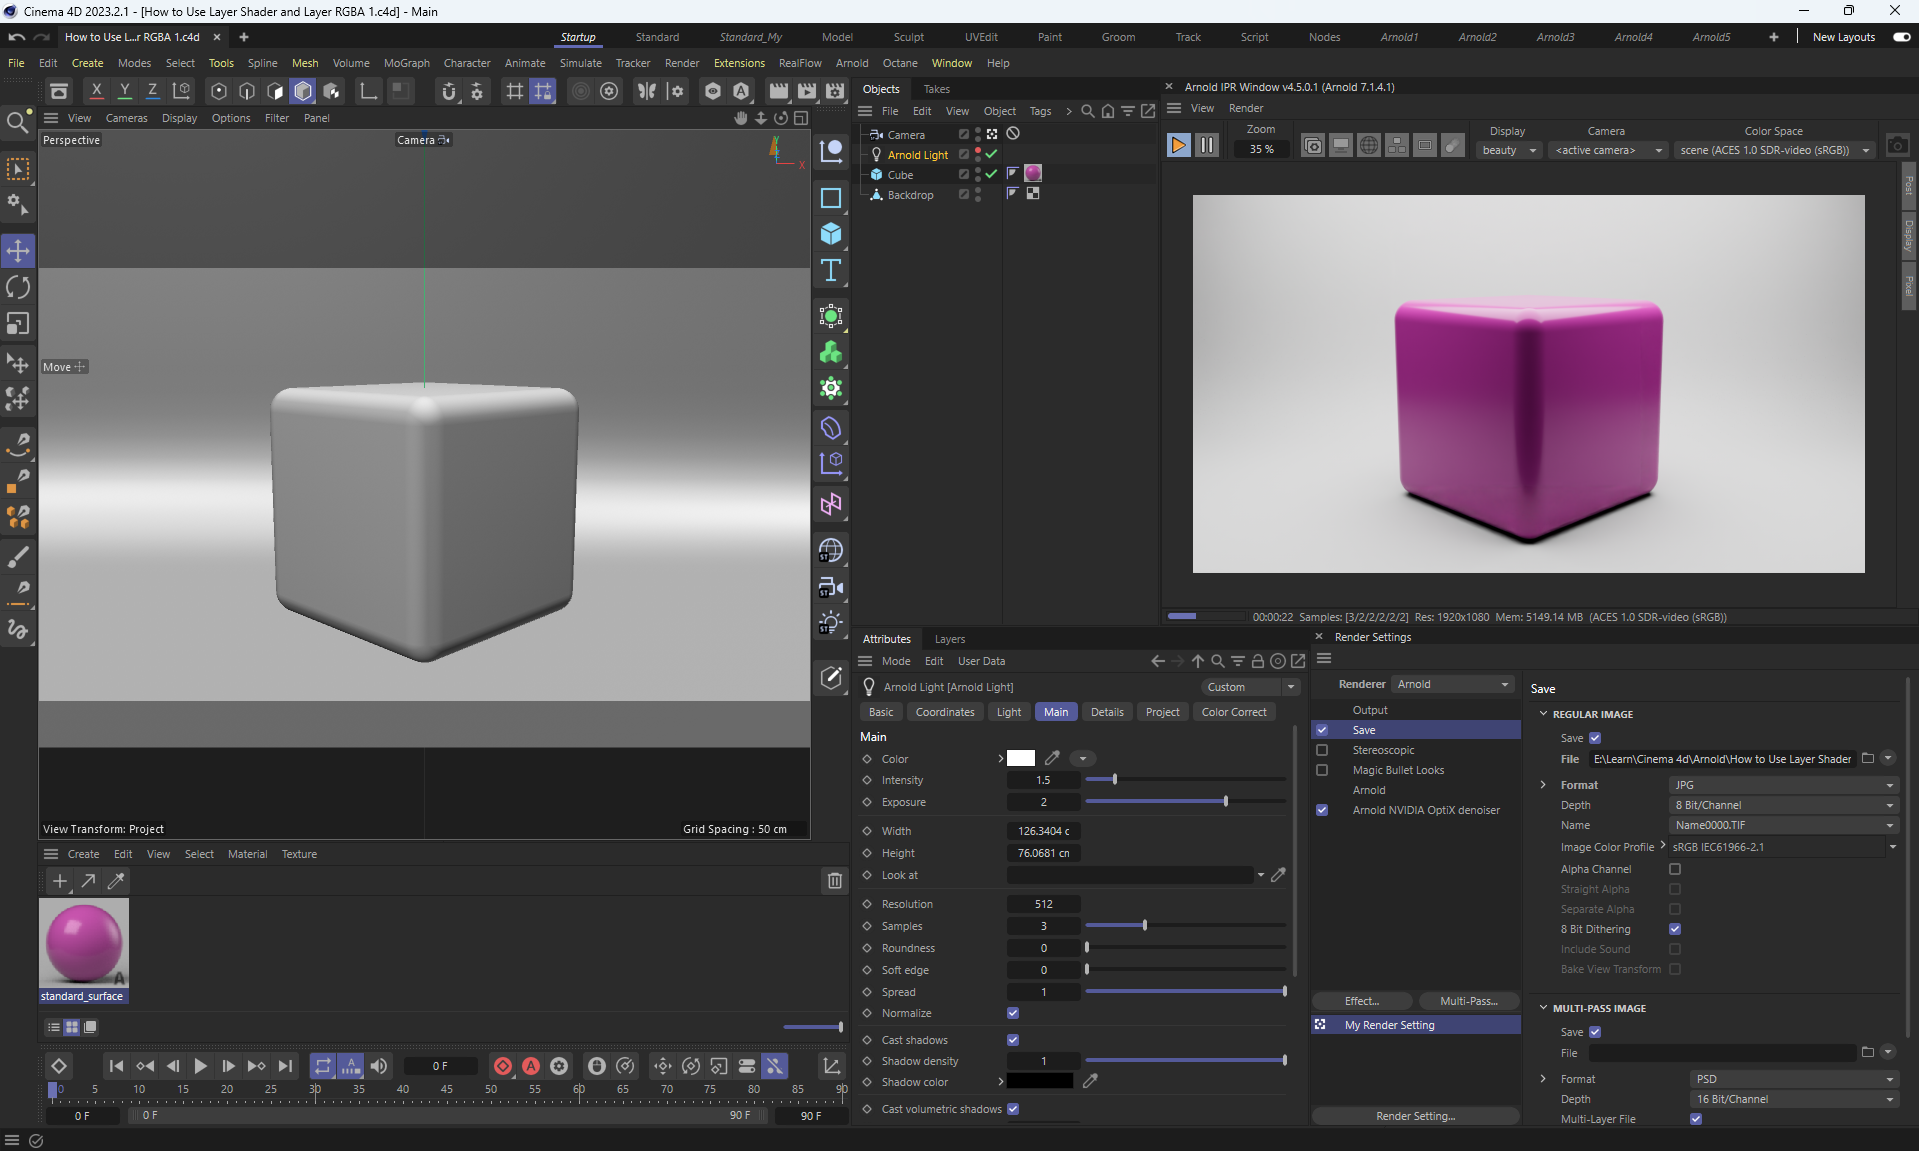 Cinema 4D 2023.2.1 - [How to Use Layer Shader and Layer RGBA 1.c4d] - Main
How to Use L...r RGBA 1.c4d
Startup Standard Standard_My Model Sculpt UVEdit Paint Groom Track Script Nodes Arnold1 Arnold2 Arnold3 Arnold4 Arnold5 New Layouts
File Edit Create Modes Select Tools Spline Mesh Volume MoGraph Character Animate Simulate Tracker Render Extensions RealFlow Arnold Octane Window Help
X Y Z
View Cameras Display Options Filter Panel
Perspective
Camera
X
Move
View Transform: Project
Grid Spacing : 50 cm
ST
ST
ST
Objects Takes
File Edit View Object Tags
Camera
Arnold Light
Cube
Backdrop
Arnold IPR Window v4.5.0.1 (Arnold 7.1.4.1)
View Render
Zoom
35 %
Display
beauty
Camera
<active camera>
Color Space
scene (ACES 1.0 SDR-video (sRGB))
Post
Display
Pixel
00:00:22 Samples: [3/2/2/2/2/2] Res: 1920x1080 Mem: 5149.14 MB (ACES 1.0 SDR-video (sRGB))
Attributes Layers
Mode Edit User Data
Arnold Light [Arnold Light]
Custom
Basic Coordinates Light Main Details Project Color Correct
Main
Color
Intensity 1.5
Exposure 2
Width 126.3404 c
Height 76.0681 cn
Look at
Resolution 512
Samples 3
Roundness 0
Soft edge 0
Spread 1
Normalize
Cast shadows
Shadow density 1
Shadow color
Cast volumetric shadows
Render Settings
Renderer Arnold
Output
Save
Stereoscopic
Magic Bullet Looks
Arnold
Arnold NVIDIA OptiX denoiser
Effect... Multi-Pass...
My Render Setting
Render Setting...
Save
REGULAR IMAGE
Save
File E:\Learn\Cinema 4d\Arnold\How to Use Layer Shader
Format JPG
Depth 8 Bit/Channel
Name Name0000.TIF
Image Color Profile sRGB IEC61966-2.1
Alpha Channel
Straight Alpha
Separate Alpha
8 Bit Dithering
Include Sound
Bake View Transform
MULTI-PASS IMAGE
Save
File
Format PSD
Depth 16 Bit/Channel
Multi-Layer File
Create Edit View Select Material Texture
A
standard_surface
0 F
0 5 10 15 20 25 30 35 40 45 50 55 60 65 70 75 80 85 90
0 F 0 F 90 F 90 F